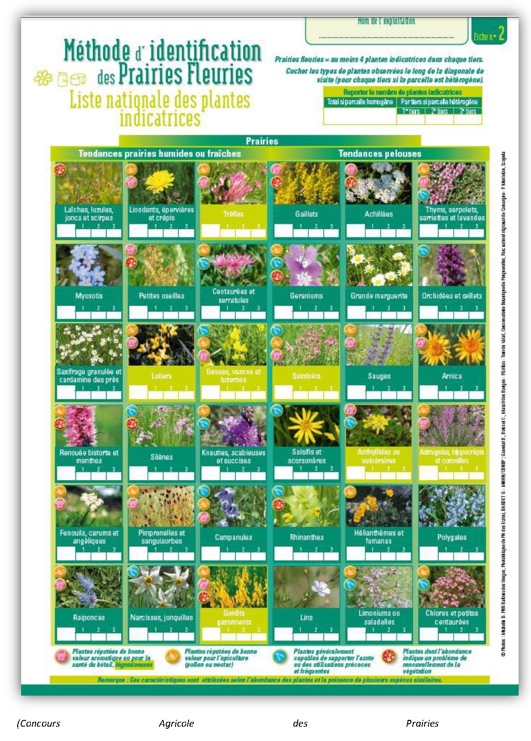 Nom de l'exploitation
Fiche n° 2
Méthode d'identification
des Prairies Fleuries
Liste nationale des plantes
indicatrices
Prairies fleuries = au moins 4 plantes indicatrices dans chaque tiers.
Cocher les types de plantes observées le long de la diagonale de
visite (pour chaque tiers si la parcelle est hétérogène).
Reporter le nombre de plantes indicatrices
Total si parcelle homogène Par tiers si parcelle hétérogène
1er tiers 2e tiers 3e tiers
Prairies
Tendances prairies humides ou fraîches Tendances pelouses
Laîches, luzules,
joncs et scirpes
1 2 3
Liondents, épervières
et crépis
1 2 3
Trèfles
1 2 3
Gaillets
1 2 3
Achillées
1 2 3
Thyms, serpolets,
sarriettes et lavandes
1 2 3
Myosotis
1 2 3
Petites oseilles
1 2 3
Centaurées et
serratules
1 2 3
Géraniums
1 2 3
Grande marguerite
1 2 3
Orchidées et œillets
1 2 3
Saxifrage granulée et
cardamine des prés
1 2 3
Lotiers
1 2 3
Gesses, vesces et
luzernes
1 2 3
Sainfoins
1 2 3
Sauges
1 2 3
Arnica
1 2 3
Renouée bistorte et
menthes
1 2 3
Silènes
1 2 3
Knauties, scabieuses
et succises
1 2 3
Salsifis et
scorsonères
1 2 3
Anthyllides ou
vulnéraires
1 2 3
Astragales, hippocrépis
et coronilles
1 2 3
Fenouils, carums et
angéliques
1 2 3
Pimprenelles et
sanguisorbes
1 2 3
Campanules
1 2 3
Rhinanthes
1 2 3
Hélianthèmes et
fumanas
1 2 3
Polygales
1 2 3
Raiponces
1 2 3
Narcisses, jonquilles
1 2 3
Genêts
gazonnants
1 2 3
Lins
1 2 3
Limoniums ou
saladelles
1 2 3
Chlores et petites
centaurées
1 2 3
Plantes réputées de bonne
valeur aromatique ou pour la
santé du bétail, légumineuses
Plantes réputées de bonne
valeur pour l'apiculture
(pollen ou nectar)
Plantes généralement
capables de supporter l'azote
ou des utilisations précoces
et fréquentes
Plantes dont l'abondance
indique un problème de
renouvellement de la
végétation
Remarque : Ces caractéristiques sont attribuées selon l'abondance des plantes et la présence de plusieurs espèces similaires.
(Concours Agricole des Prairies